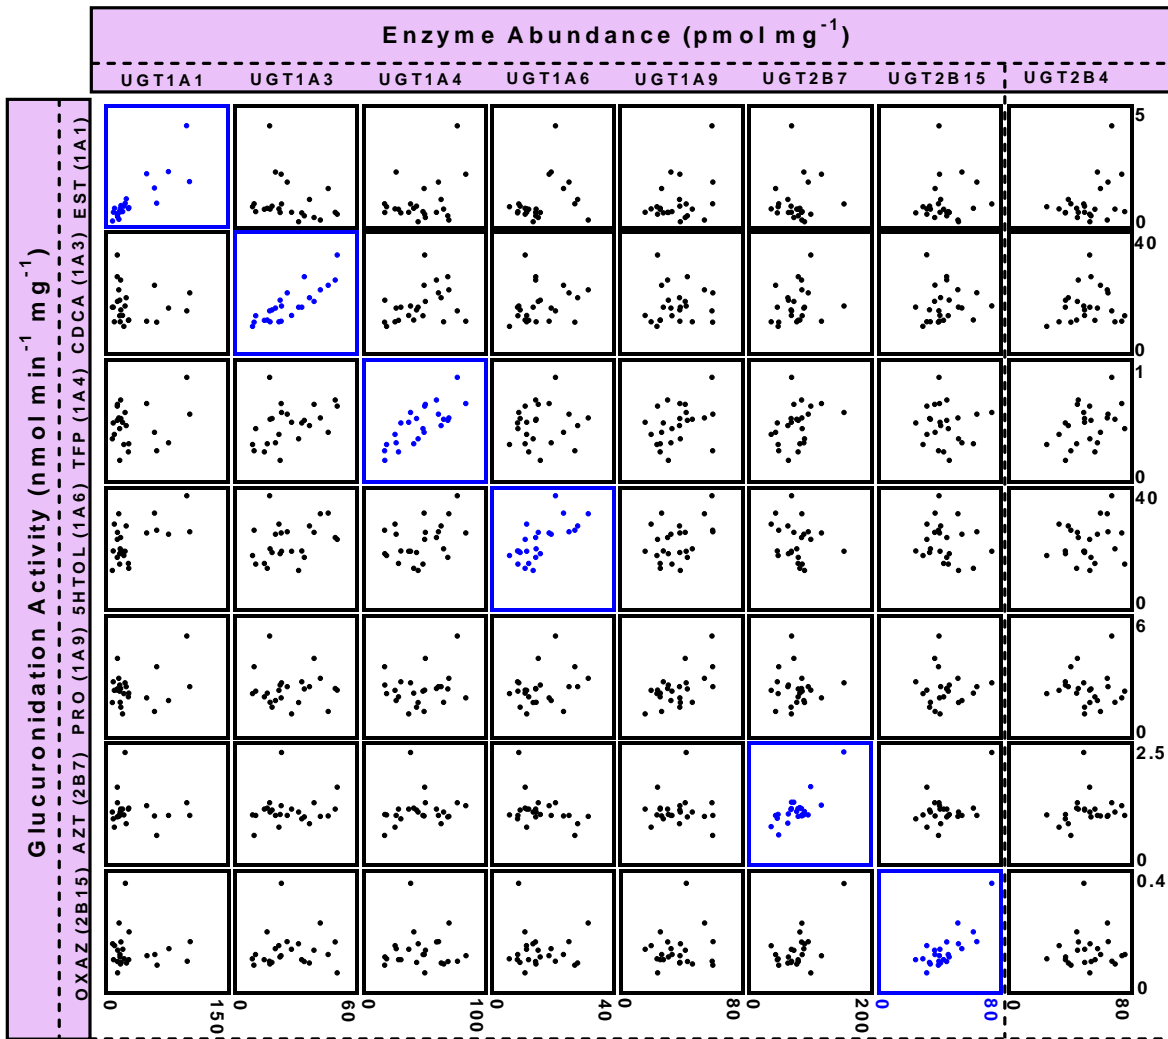 Enzyme Abundance (pmol mg-1)
UGT1A1 UGT1A3 UGT1A4 UGT1A6 UGT1A9 UGT2B7 UGT2B15 UGT2B4
Glucuronidation Activity (nmol min-1 mg-1)
EST (1A1)
5
0
CDCA (1A3)
40
0
TFP (1A4)
1
0
5HTOL (1A6)
40
0
PRO (1A9)
6
0
AZT (2B7)
2.5
0
OXAZ (2B15)
0.4
0
0 150 0 60 0 100 0 40 0 80 0 200 0 80 0 80